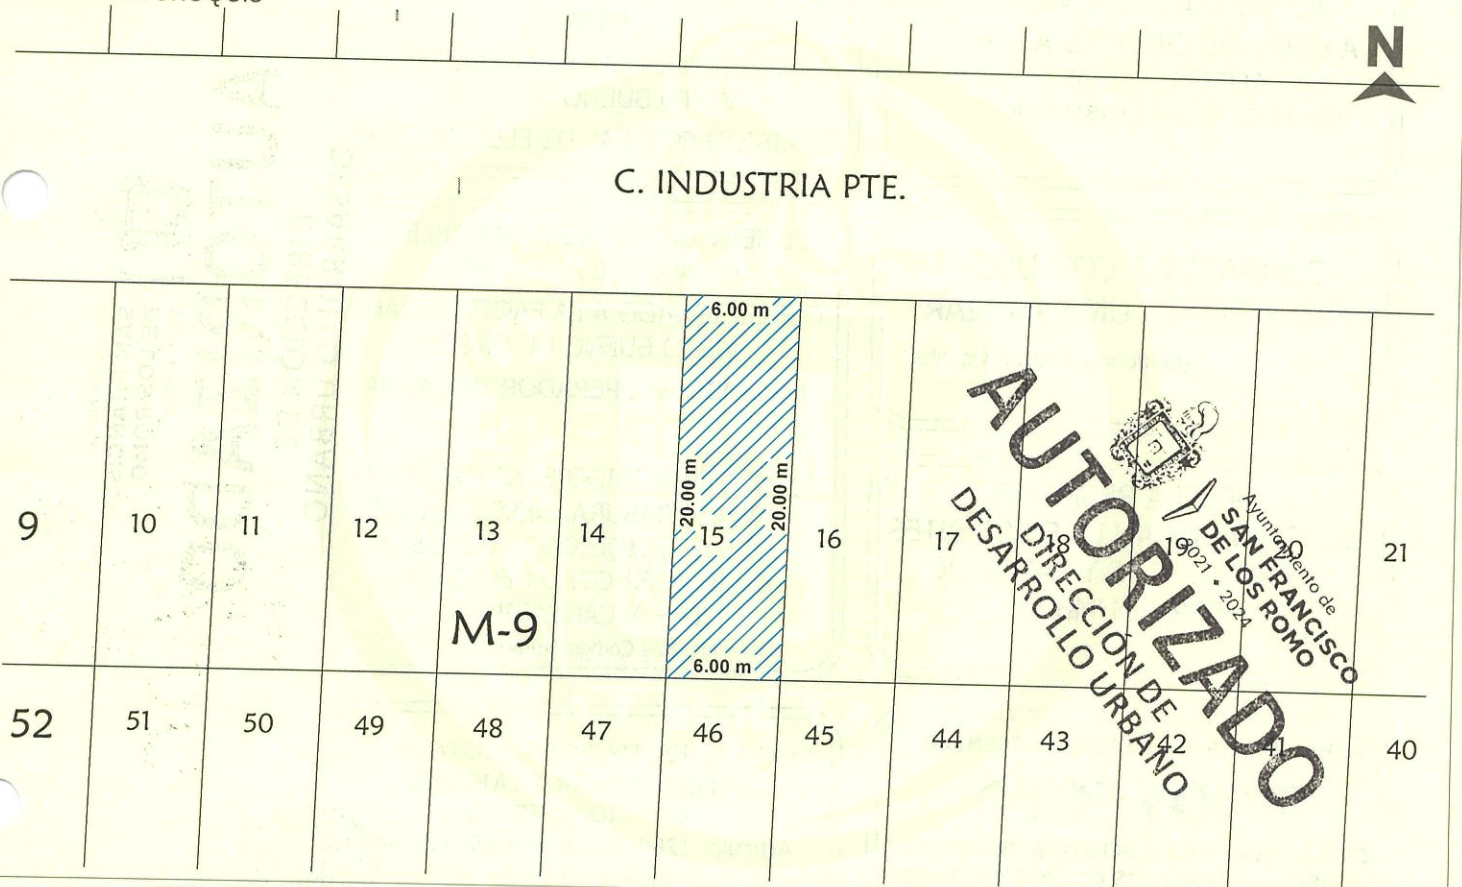 N
C. INDUSTRIA PTE.
6.00 m
20.00 m
20.00 m
9
10
11
12
13
14
15
16
17
18
19
20
21
M-9
6.00 m
52
51
50
49
48
47
46
45
44
43
42
41
40
AUTORIZADO
DIRECCIÓN DE
DESARROLLO URBANO
Ayuntamiento de
SAN FRANCISCO
DE LOS ROMO
2021 • 2024